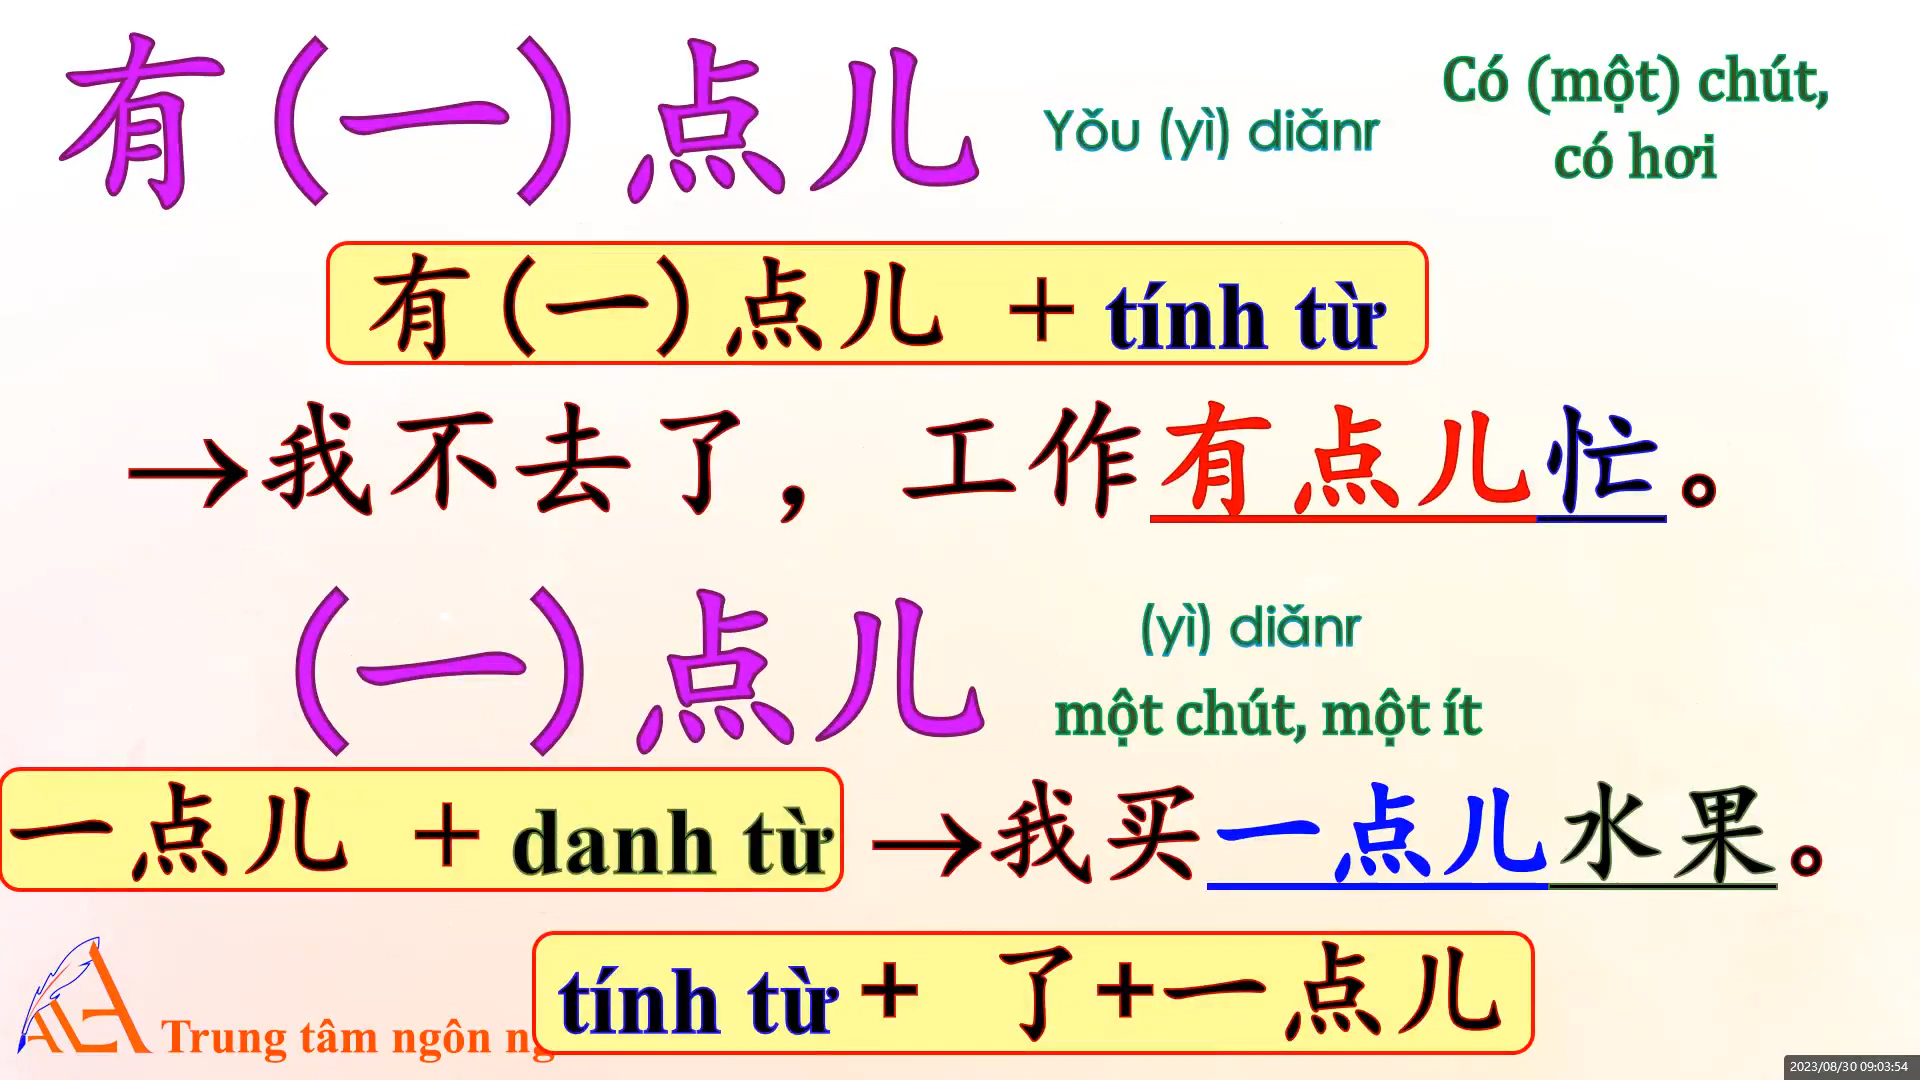 有(一)点儿 Yǒu (yì) diǎnr Có (một) chút,
có hơi
有(一)点儿 + tính từ
→我不去了，工作有点儿忙。
(一)点儿 (yì) diǎnr
một chút, một ít
一点儿 + danh từ →我买一点儿水果。
tính từ + 了+一点儿
Trung tâm ngôn ng
2023/08/30 09:03:54